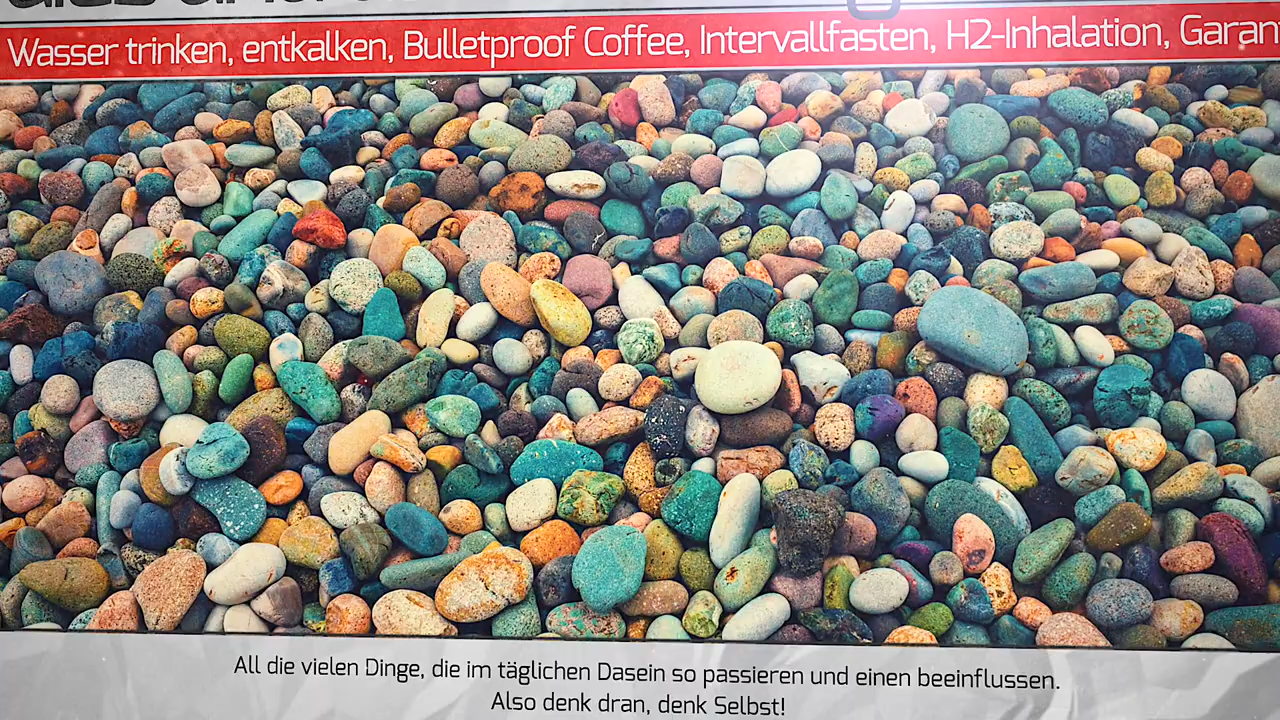 Wasser trinken, entkalken, Bulletproof Coffee, Intervallfasten, H2-Inhalation, Garan
All die vielen Dinge, die im täglichen Dasein so passieren und einen beeinflussen.
Also denk dran, denk Selbst!